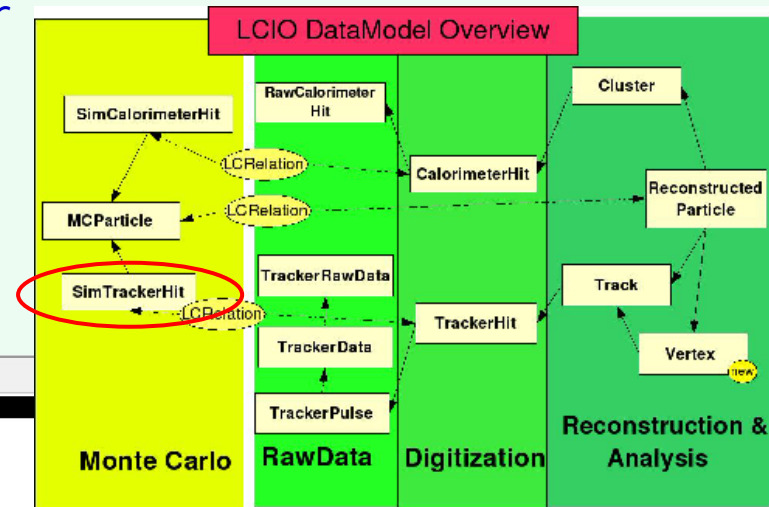 LCIO DataModel Overview
SimCalorimeterHit
MCParticle
SimTrackerHit
Monte Carlo
LCRelation
LCRelation
LCRelation
RawCalorimeter
Hit
TrackerRawData
TrackerData
TrackerPulse
RawData
CalorimeterHit
TrackerHit
Digitization
Cluster
Reconstructed
Particle
Track
Vertex
new
Reconstruction &
Analysis